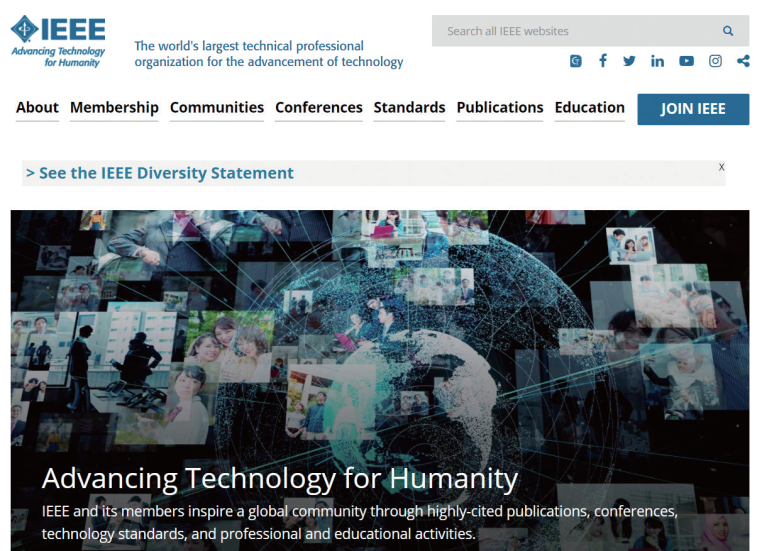 IEEE
Advancing Technology
for Humanity
The world's largest technical professional
organization for the advancement of technology
Search all IEEE websites
About Membership Communities Conferences Standards Publications Education JOIN IEEE
> See the IEEE Diversity Statement
X
Advancing Technology for Humanity
IEEE and its members inspire a global community through highly-cited publications, conferences,
technology standards, and professional and educational activities.